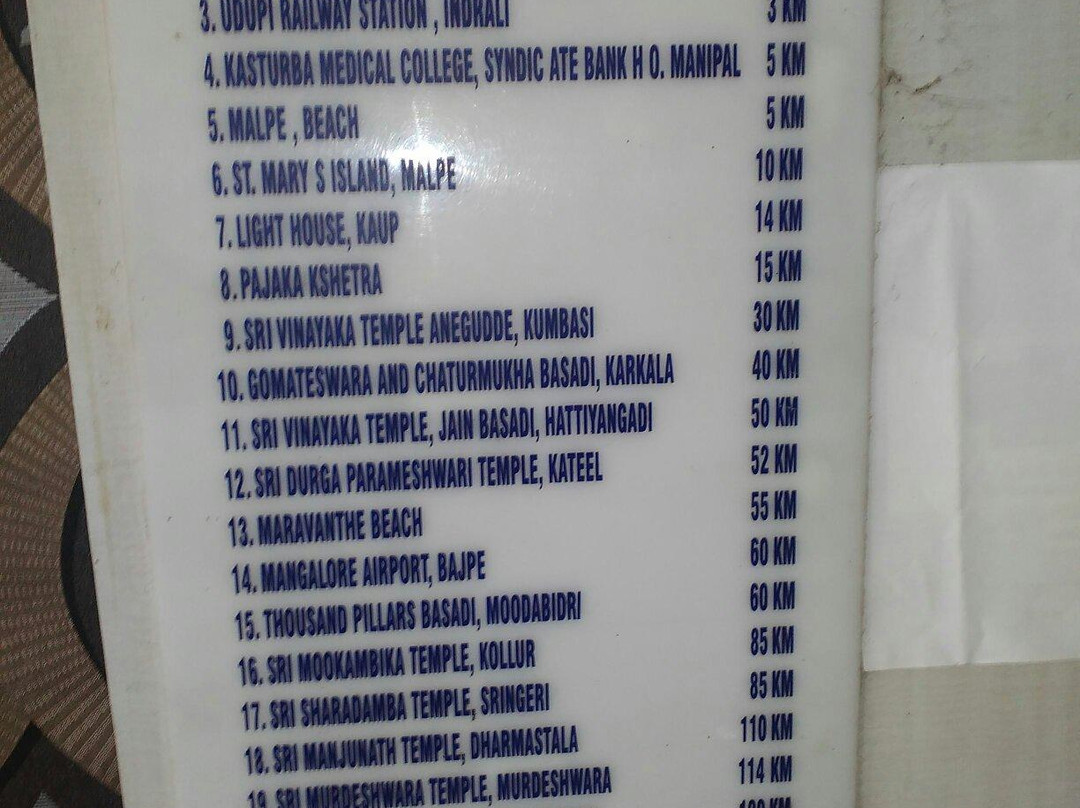 3. UDUPI RAILWAY STATION , INDRALI 3 KM
4. KASTURBA MEDICAL COLLEGE, SYNDIC ATE BANK H O. MANIPAL 5 KM
5. MALPE , BEACH 5 KM
6. ST. MARY S ISLAND, MALPE 10 KM
7. LIGHT HOUSE, KAUP 14 KM
8. PAJAKA KSHETRA 15 KM
9. SRI VINAYAKA TEMPLE ANEGUDDE, KUMBASI 30 KM
10. GOMATESWARA AND CHATURMUKHA BASADI, KARKALA 40 KM
11. SRI VINAYAKA TEMPLE, JAIN BASADI, HATTIYANGADI 50 KM
12. SRI DURGA PARAMESHWARI TEMPLE, KATEEL 52 KM
13. MARAVANTHE BEACH 55 KM
14. MANGALORE AIRPORT, BAJPE 60 KM
15. THOUSAND PILLARS BASADI, MOODABIDRI 60 KM
16. SRI MOOKAMBIKA TEMPLE, KOLLUR 85 KM
17. SRI SHARADAMBA TEMPLE, SRINGERI 85 KM
18. SRI MANJUNATH TEMPLE, DHARMASTALA 110 KM
19. SRI MURDESHWARA TEMPLE, MURDESHWARA 114 KM